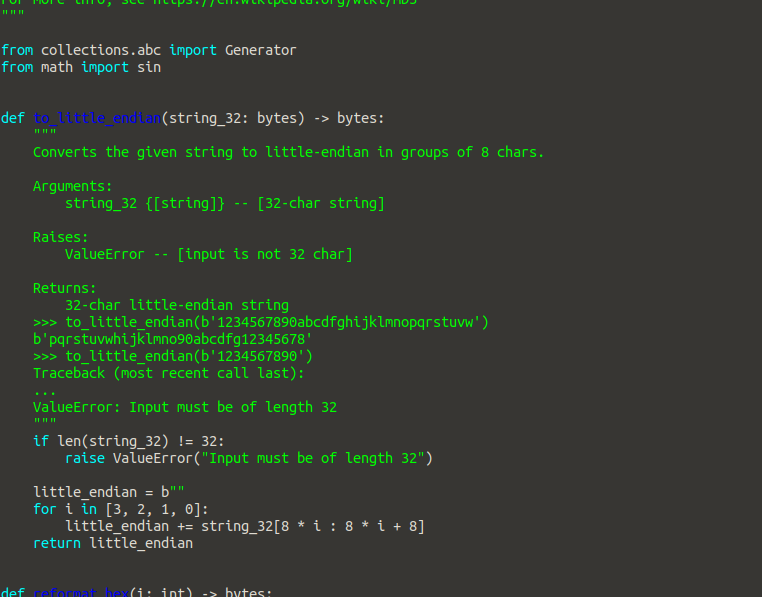 For more info, see https://en.wikipedia.org/wiki/MD5
"""
from collections.abc import Generator
from math import sin
def to_little_endian(string_32: bytes) -> bytes:
"""
Converts the given string to little-endian in groups of 8 chars.
Arguments:
string_32 {[string]} -- [32-char string]
Raises:
ValueError -- [input is not 32 char]
Returns:
32-char little-endian string
>>> to_little_endian(b'1234567890abcdfghijklmnopqrstuvw')
b'pqrstuvwhijklmno90abcdfg12345678'
>>> to_little_endian(b'1234567890')
Traceback (most recent call last):
...
ValueError: Input must be of length 32
"""
if len(string_32) != 32:
raise ValueError("Input must be of length 32")
little_endian = b""
for i in [3, 2, 1, 0]:
little_endian += string_32[8 * i : 8 * i + 8]
return little_endian
def reformat_hex(i: int) -> bytes: